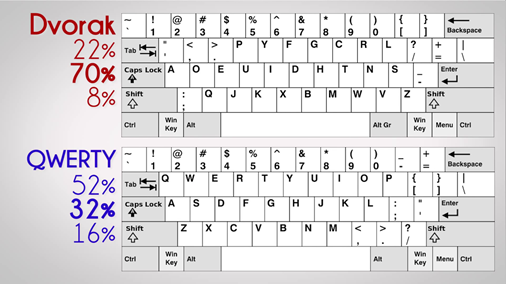 Dvorak
22%
70%
8%
~ ! @ # $ % ^ & * ( ) { }
` 1 2 3 4 5 6 7 8 9 0 [ ] Backspace
Tab " < > P Y F G C R L ? + |
' , . / = \
Caps Lock A O E U I D H T N S _ Enter
-
Shift : Q J K X B M W V Z Shift
;
Ctrl Win Key Alt Alt Gr Win Key Menu Ctrl
QWERTY
52%
32%
16%
~ ! @ # $ % ^ & * ( ) _ +
` 1 2 3 4 5 6 7 8 9 0 - = Backspace
Tab Q W E R T Y U I O P { } |
[ ] \
Caps Lock A S D F G H J K L : " Enter
; '
Shift Z X C V B N M < > ? Shift
, . /
Ctrl Win Key Alt Alt Win Key Menu Ctrl